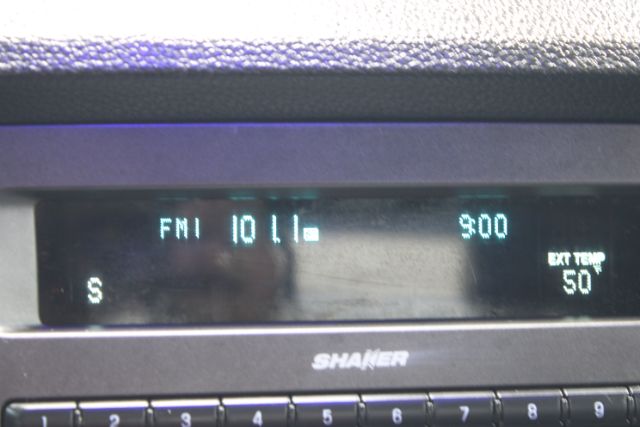 FM1 101.1 9:00
EXT TEMP
S 50°F
SHAKER
1 2 3 4 5 6 7 8 9